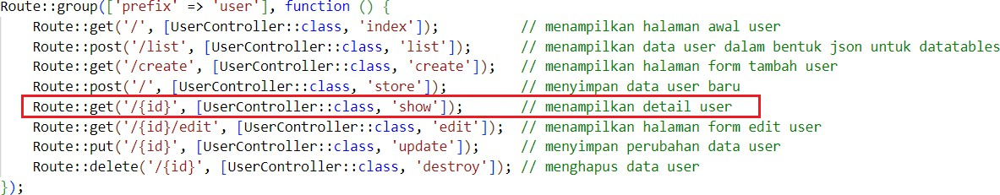 Route::group(['prefix' => 'user'], function () {
    Route::get('/', [UserController::class, 'index']);          // menampilkan halaman awal user
    Route::post('/list', [UserController::class, 'list']);      // menampilkan data user dalam bentuk json untuk datatables
    Route::get('/create', [UserController::class, 'create']);   // menampilkan halaman form tambah user
    Route::post('/', [UserController::class, 'store']);         // menyimpan data user baru
    Route::get('/{id}', [UserController::class, 'show']);       // menampilkan detail user
    Route::get('/{id}/edit', [UserController::class, 'edit']);  // menampilkan halaman form edit user
    Route::put('/{id}', [UserController::class, 'update']);     // menyimpan perubahan data user
    Route::delete('/{id}', [UserController::class, 'destroy']); // menghapus data user
});